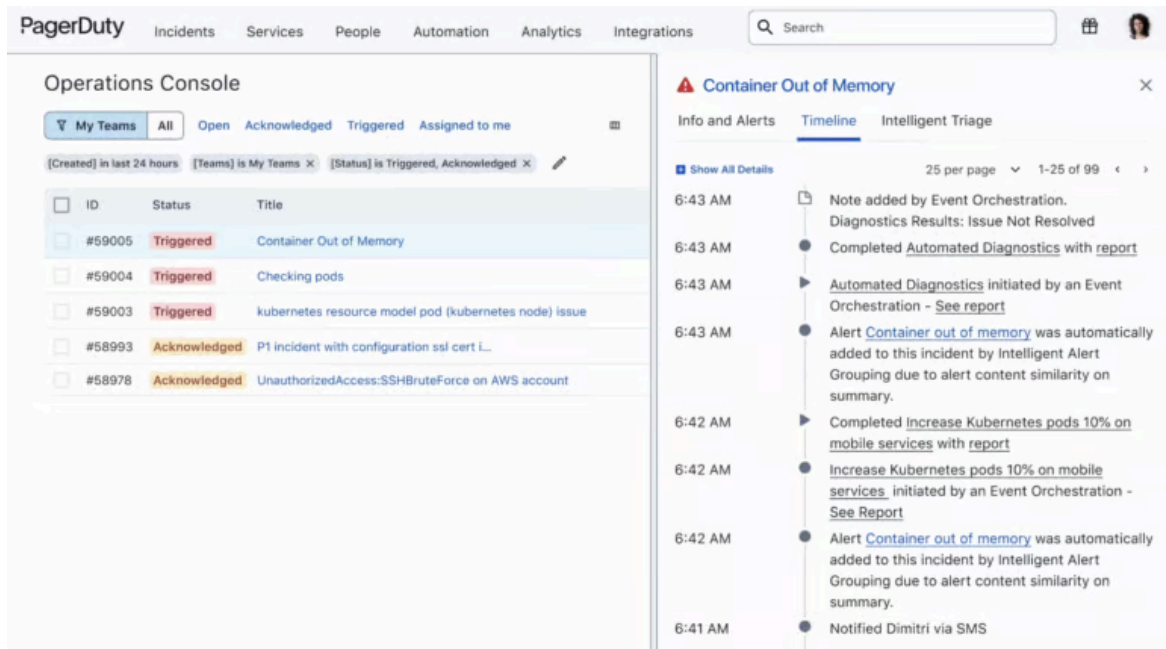 PagerDuty
Incidents
Services
People
Automation
Analytics
Integrations
Search
Operations Console
My Teams
All
Open
Acknowledged
Triggered
Assigned to me
[Created] in last 24 hours
[Teams] is My Teams ×
[Status] is Triggered, Acknowledged ×
ID
Status
Title
#59005 Triggered Container Out of Memory
#59004 Triggered Checking pods
#59003 Triggered kubernetes resource model pod (kubernetes node) issue
#58993 Acknowledged P1 incident with configuration ssl cert i...
#58978 Acknowledged UnauthorizedAccess:SSHBruteForce on AWS account
Container Out of Memory
Info and Alerts
Timeline
Intelligent Triage
Show All Details
25 per page
1-25 of 99
6:43 AM Note added by Event Orchestration.
Diagnostics Results: Issue Not Resolved
6:43 AM Completed Automated Diagnostics with report
6:43 AM Automated Diagnostics initiated by an Event
Orchestration - See report
6:43 AM Alert Container out of memory was automatically
added to this incident by Intelligent Alert
Grouping due to alert content similarity on
summary.
6:42 AM Completed Increase Kubernetes pods 10% on
mobile services with report
6:42 AM Increase Kubernetes pods 10% on mobile
services initiated by an Event Orchestration -
See Report
6:42 AM Alert Container out of memory was automatically
added to this incident by Intelligent Alert
Grouping due to alert content similarity on
summary.
6:41 AM Notified Dimitri via SMS